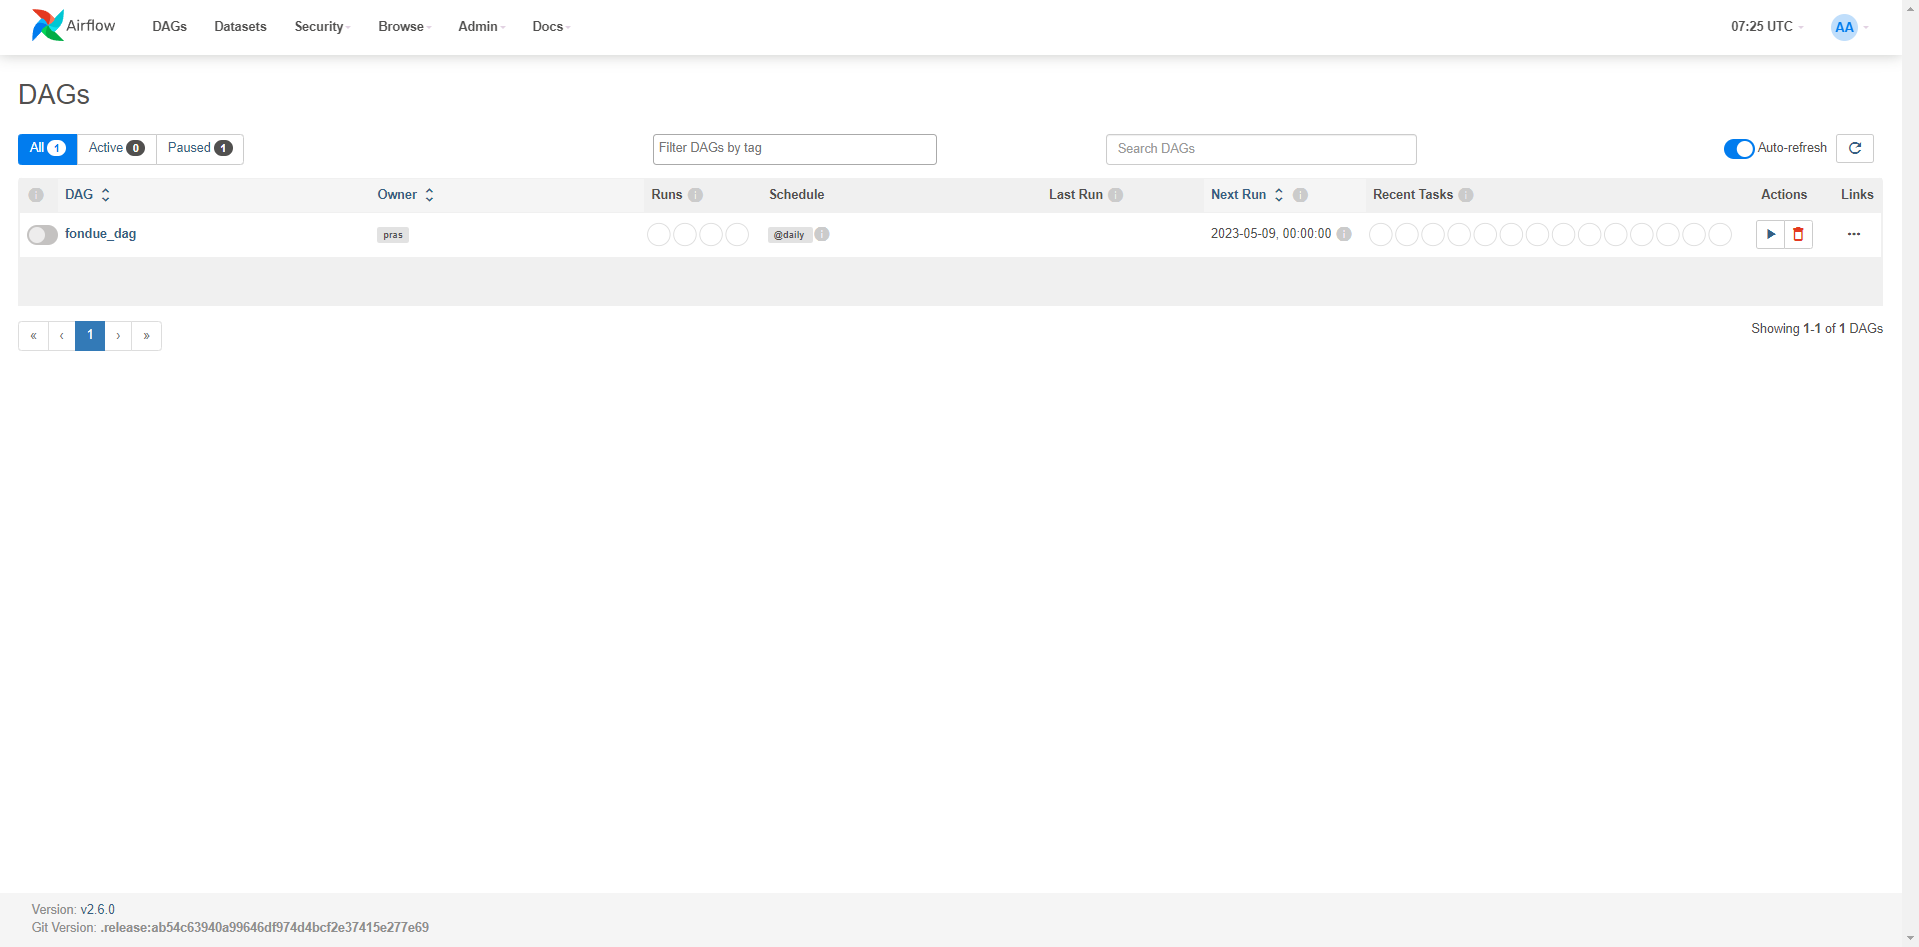 Airflow DAGs Datasets Security Browse Admin Docs 07:25 UTC AA
DAGs
All 1 Active 0 Paused 1 Filter DAGs by tag Search DAGs Auto-refresh
DAG Owner Runs Schedule Last Run Next Run Recent Tasks Actions Links
fondue_dag pras @daily 2023-05-09, 00:00:00
« ‹ 1 › » Showing 1-1 of 1 DAGs
Version: v2.6.0
Git Version: .release:ab54c63940a99646df974d4bcf2e37415e277e69